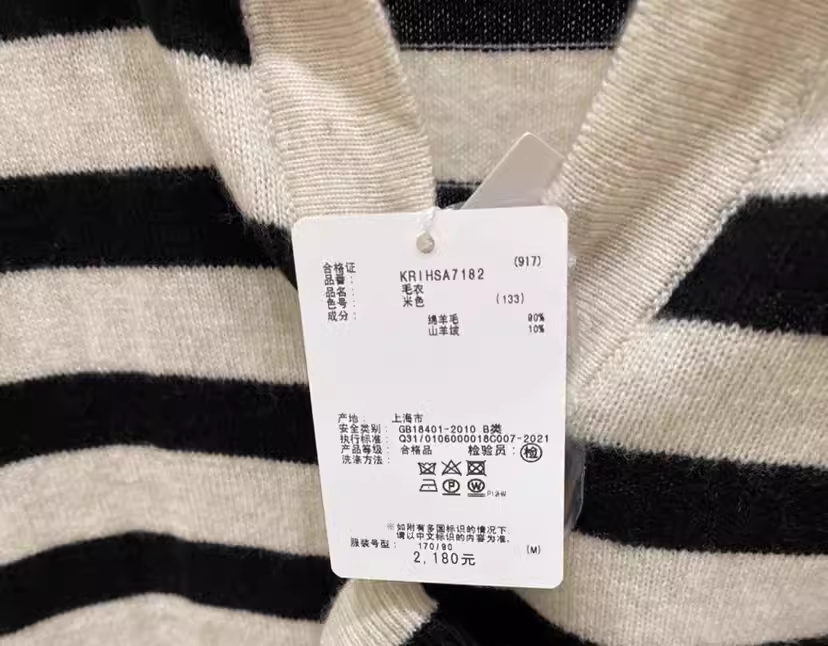 合格证
(917)
品番： KRIHSA7182
品名： 毛衣
色号： 米色 (133)
成分： 绵羊毛 90%
山羊绒 10%
产地： 上海市
安全类别： GB18401-2010 B类
执行标准： Q31/0106000018C007-2021
产品等级： 合格品 检验员：检
洗涤方法：
P W
※如附有多国标识的情况下，
请以中文标识的内容为准.
服装号型： 170/90 (M)
2,180元